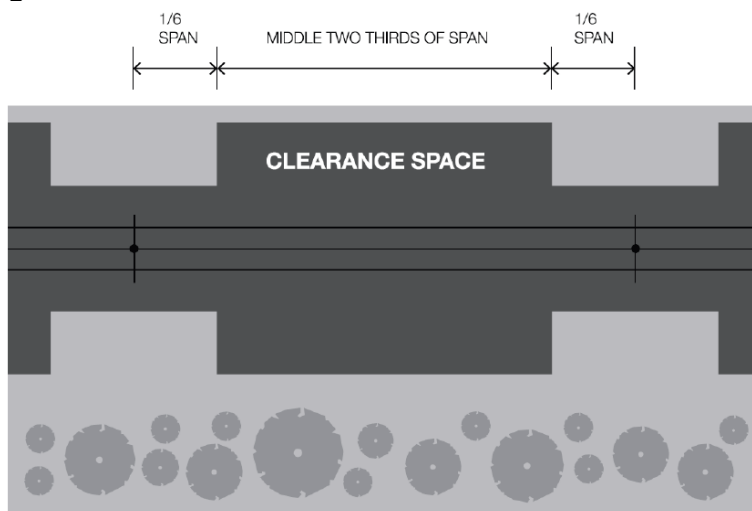 1/6
SPAN
MIDDLE TWO THIRDS OF SPAN
1/6
SPAN
CLEARANCE SPACE